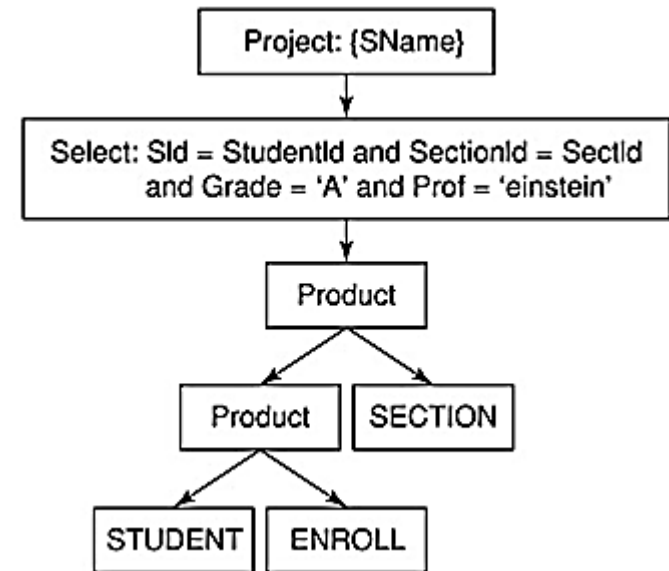 Project: {SName}
Select: SId = StudentId and SectionId = SectId
and Grade = ‘A’ and Prof = ‘einstein’
Product
Product
SECTION
STUDENT
ENROLL